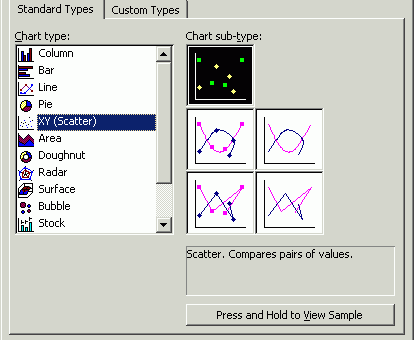 Standard Types
Custom Types
Chart type:
Column
Bar
Line
Pie
XY (Scatter)
Area
Doughnut
Radar
Surface
Bubble
Stock
Chart sub-type:
Scatter. Compares pairs of values.
Press and Hold to View Sample